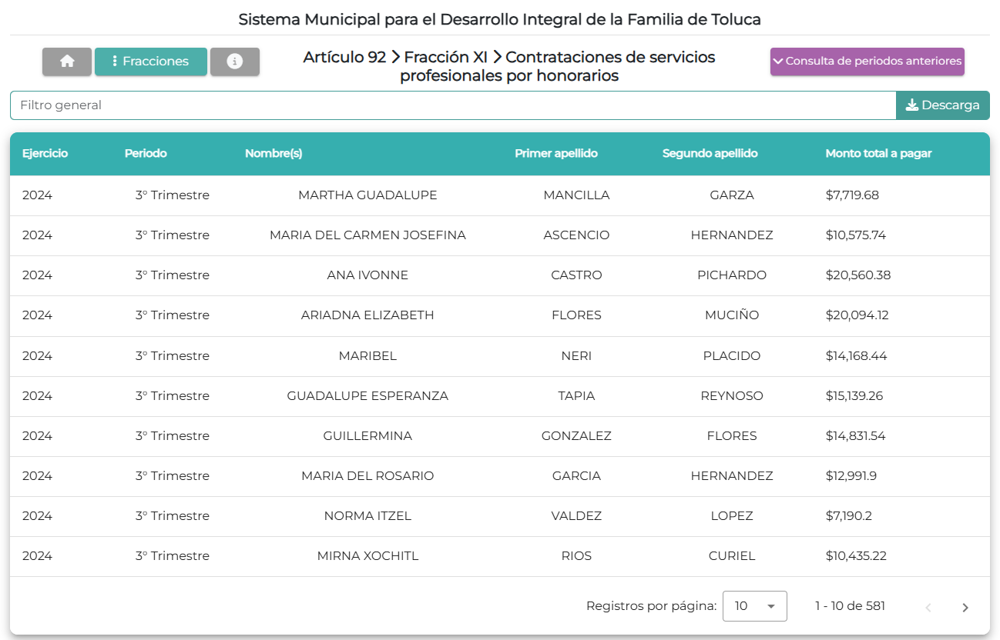 Sistema Municipal para el Desarrollo Integral de la Familia de Toluca
Fracciones
Artículo 92 > Fracción XI > Contrataciones de servicios
profesionales por honorarios
Consulta de periodos anteriores
Filtro general
Descarga
Ejercicio Periodo Nombre(s) Primer apellido Segundo apellido Monto total a pagar
2024 3° Trimestre MARTHA GUADALUPE MANCILLA GARZA $7,719.68
2024 3° Trimestre MARIA DEL CARMEN JOSEFINA ASCENCIO HERNANDEZ $10,575.74
2024 3° Trimestre ANA IVONNE CASTRO PICHARDO $20,560.38
2024 3° Trimestre ARIADNA ELIZABETH FLORES MUCIÑO $20,094.12
2024 3° Trimestre MARIBEL NERI PLACIDO $14,168.44
2024 3° Trimestre GUADALUPE ESPERANZA TAPIA REYNOSO $15,139.26
2024 3° Trimestre GUILLERMINA GONZALEZ FLORES $14,831.54
2024 3° Trimestre MARIA DEL ROSARIO GARCIA HERNANDEZ $12,991.9
2024 3° Trimestre NORMA ITZEL VALDEZ LOPEZ $7,190.2
2024 3° Trimestre MIRNA XOCHITL RIOS CURIEL $10,435.22
Registros por página: 10 1 - 10 de 581